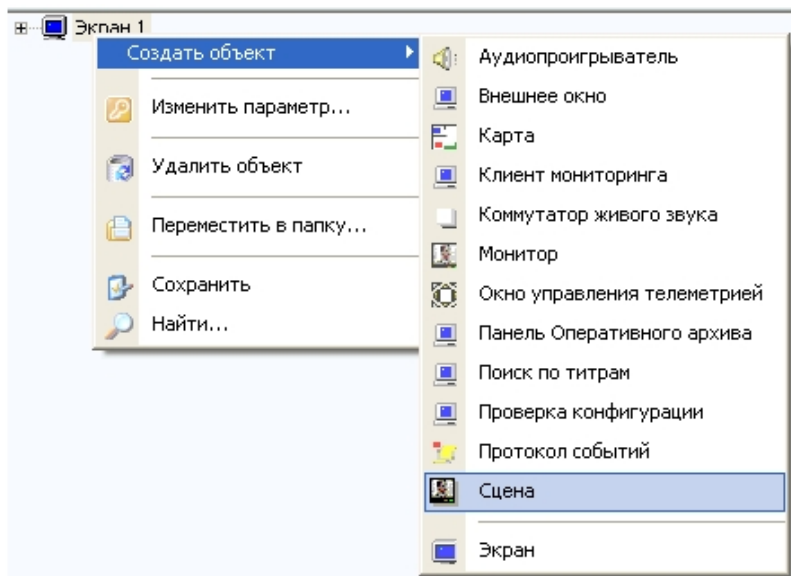 Экран 1
Создать объект
Изменить параметр...
Удалить объект
Переместить в папку...
Сохранить
Найти...
Аудиопроигрыватель
Внешнее окно
Карта
Клиент мониторинга
Коммутатор живого звука
Монитор
Окно управления телеметрией
Панель Оперативного архива
Поиск по титрам
Проверка конфигурации
Протокол событий
Сцена
Экран